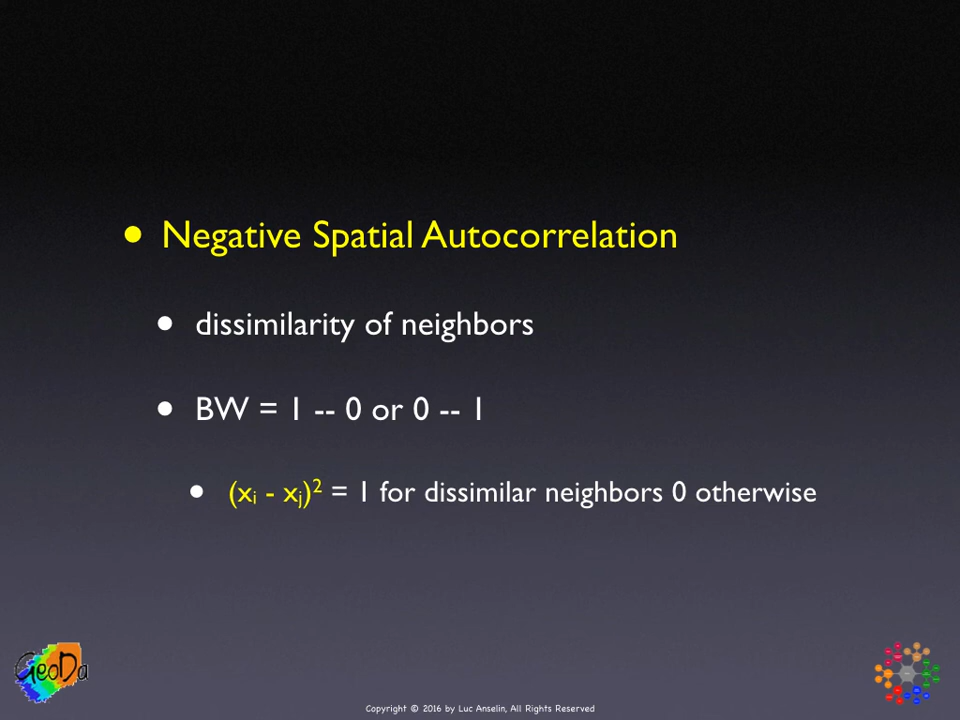 • Negative Spatial Autocorrelation
• dissimilarity of neighbors
• BW = 1 -- 0 or 0 -- 1
• (xᵢ - xⱼ)² = 1 for dissimilar neighbors 0 otherwise
GeoDa
Copyright © 2016 by Luc Anselin, All Rights Reserved